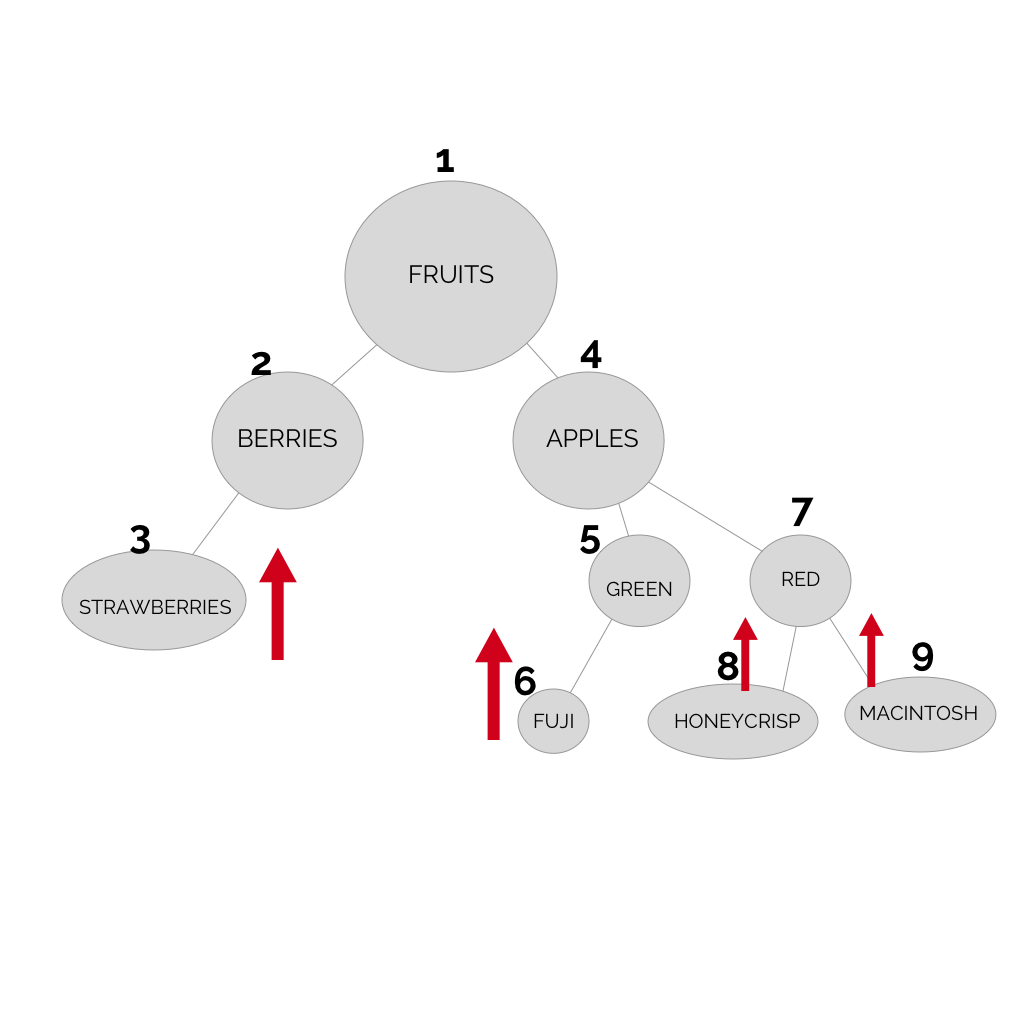 1
FRUITS
2
4
BERRIES
APPLES
3
5
7
STRAWBERRIES
GREEN
RED
6
8
9
FUJI
HONEYCRISP
MACINTOSH